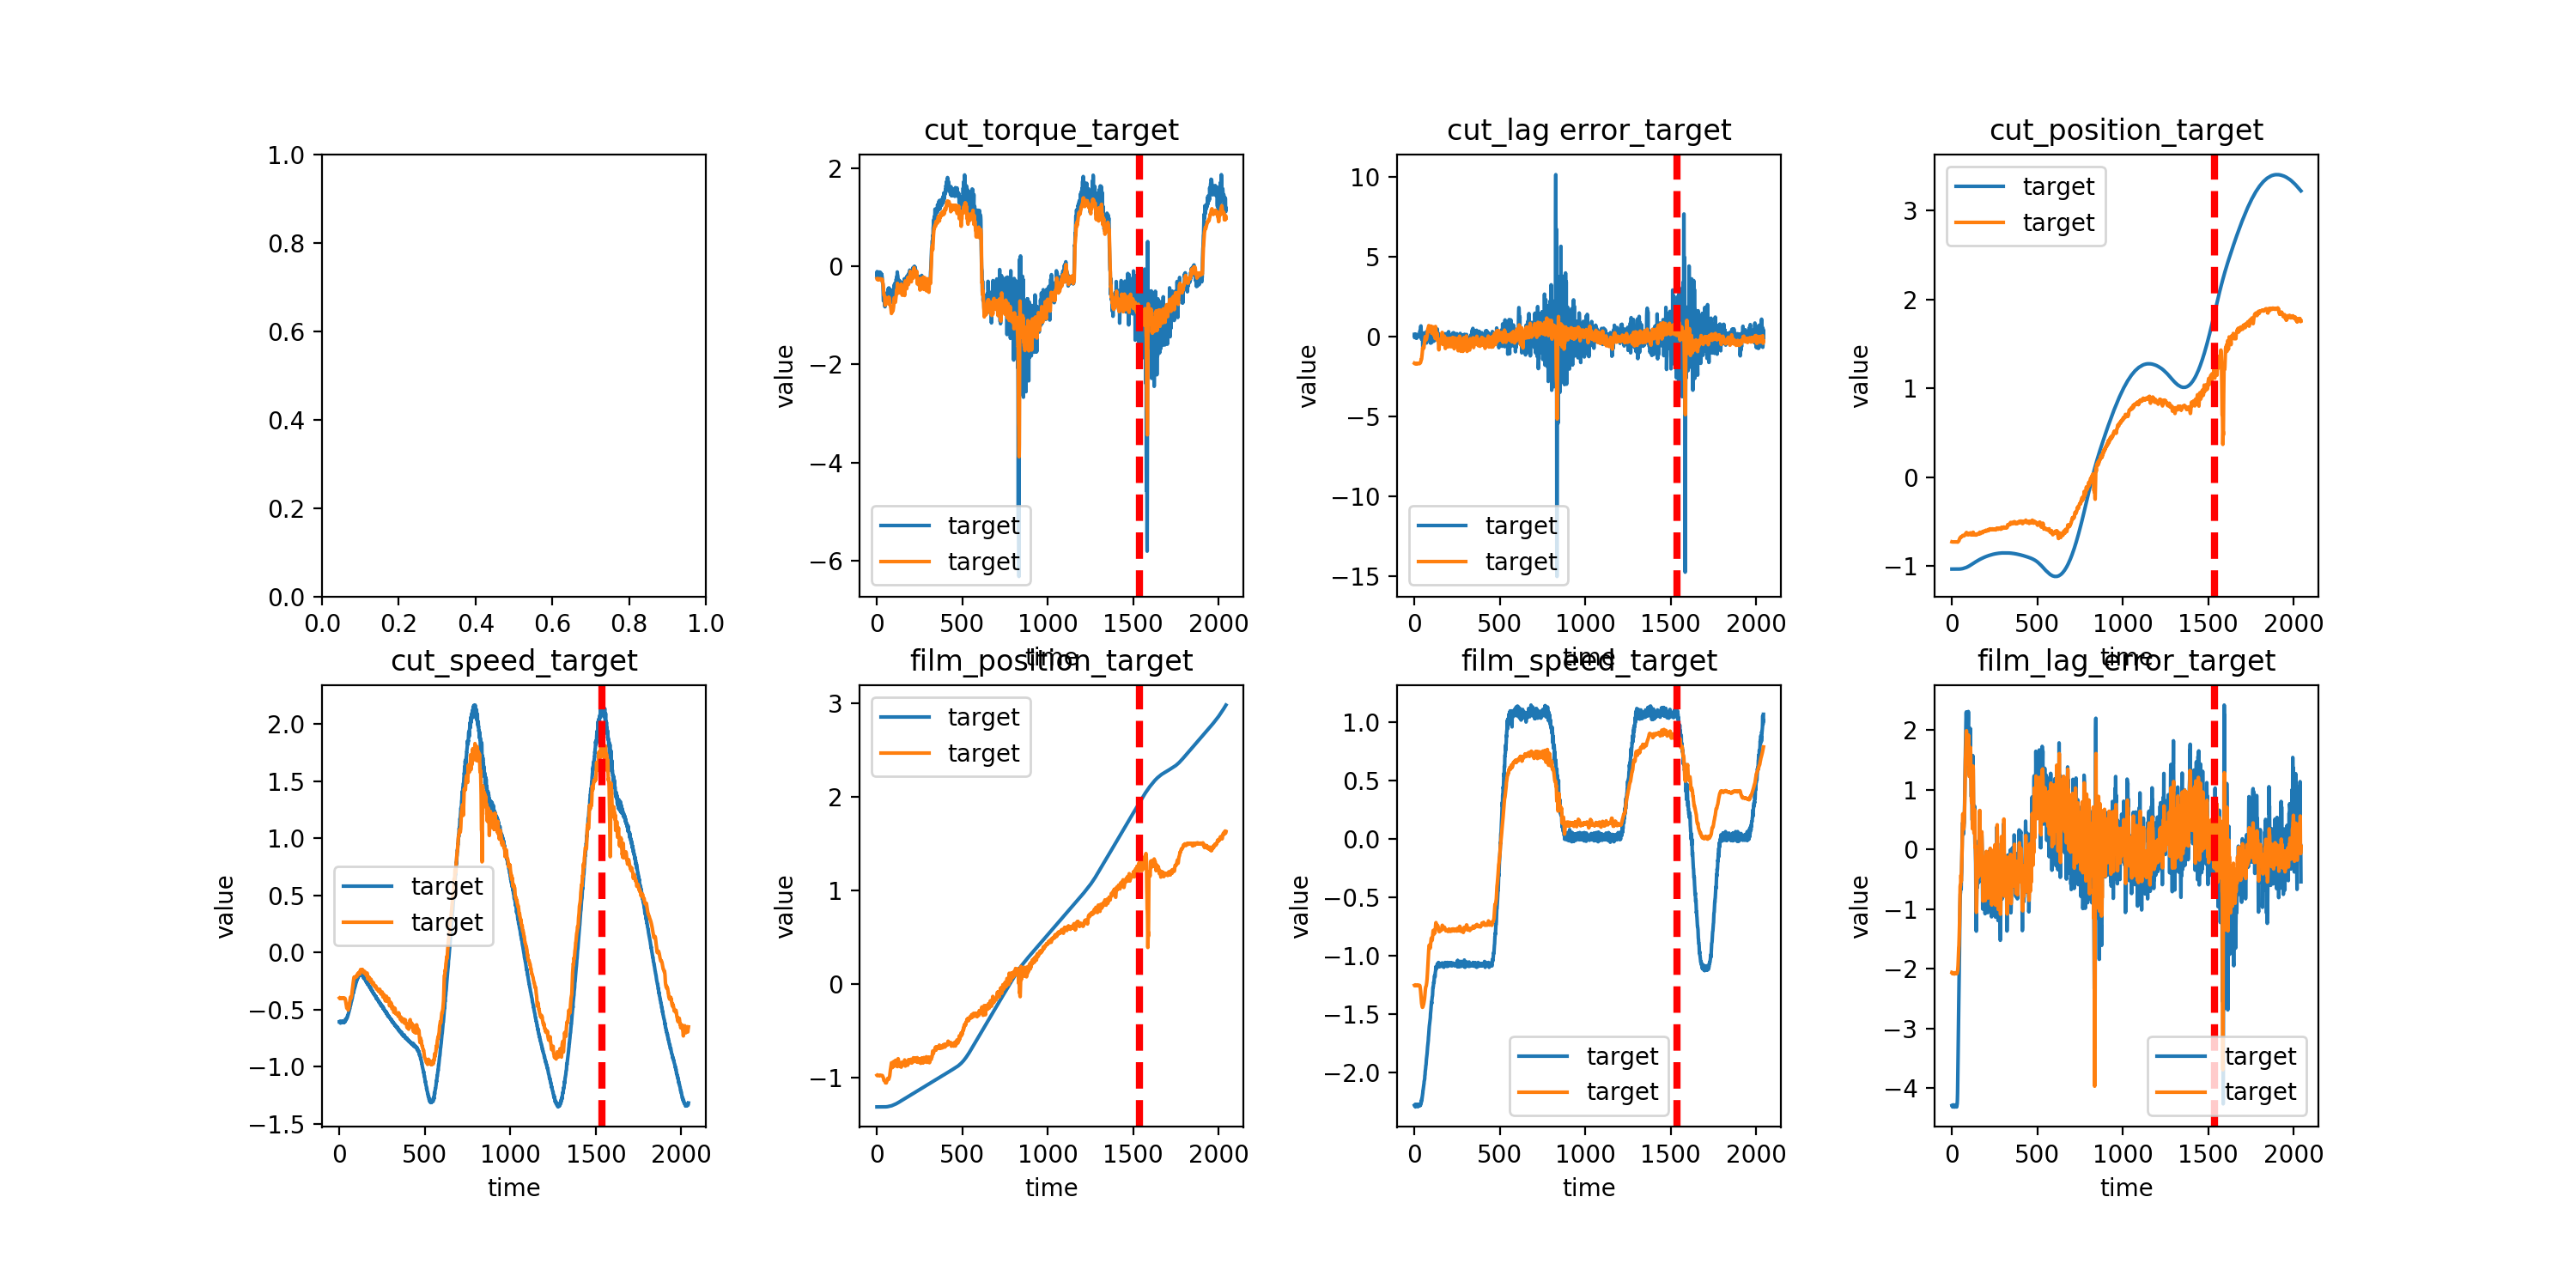 1.0
0.8
0.6
0.4
0.2
0.0
0.0 0.2 0.4 0.6 0.8 1.0
cut_torque_target
value
2
0
−2
−4
−6
target
target
0 500 1000 1500 2000
time
cut_lag error_target
value
10
5
0
−5
−10
−15
target
target
0 500 1000 1500 2000
time
cut_position_target
value
3
2
1
0
−1
target
target
0 500 1000 1500 2000
time
cut_speed_target
value
2.0
1.5
1.0
0.5
0.0
−0.5
−1.0
−1.5
target
target
0 500 1000 1500 2000
time
film_position_target
value
3
2
1
0
−1
target
target
0 500 1000 1500 2000
time
film_speed_target
value
1.0
0.5
0.0
−0.5
−1.0
−1.5
−2.0
target
target
0 500 1000 1500 2000
time
film_lag_error_target
value
2
1
0
−1
−2
−3
−4
target
target
0 500 1000 1500 2000
time